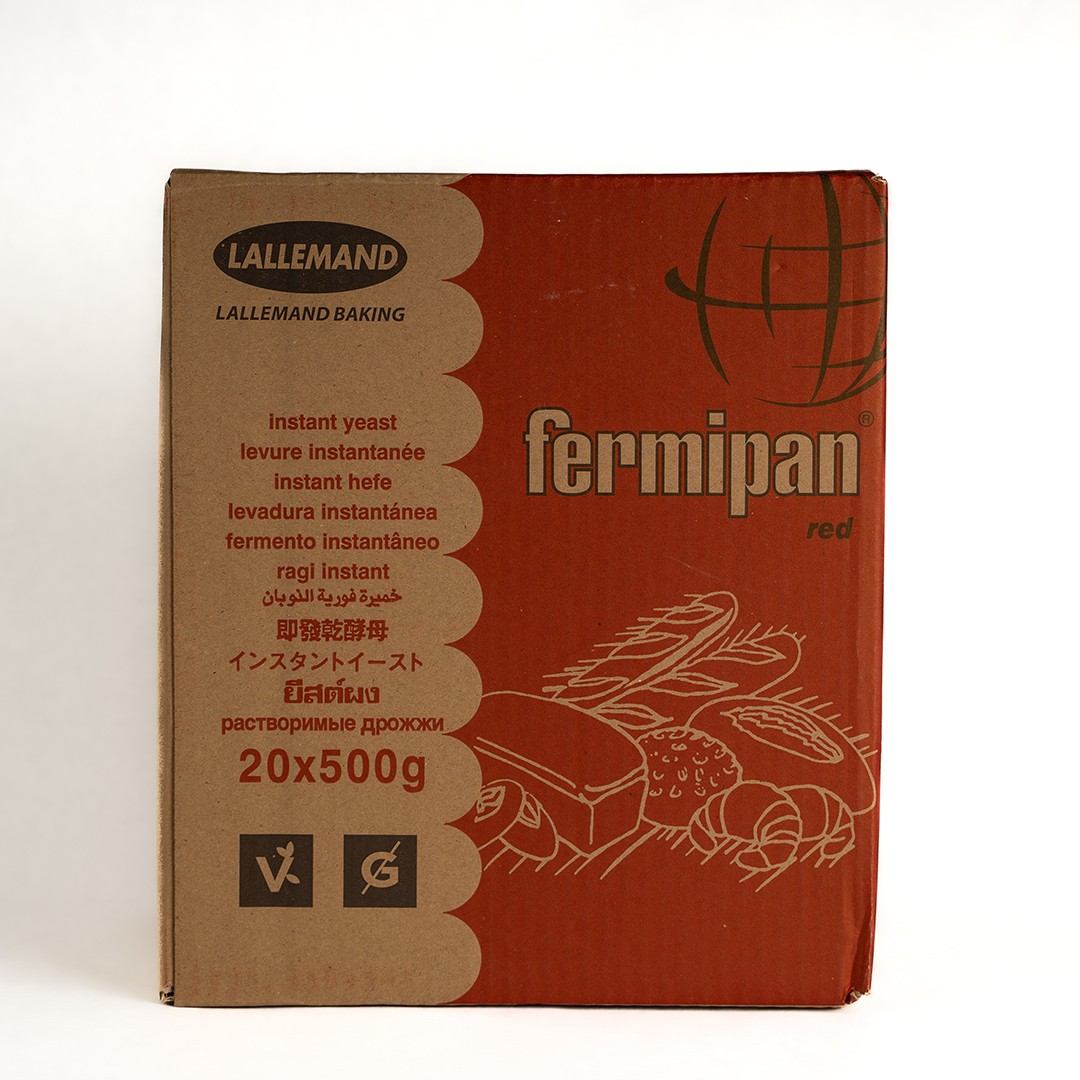 LALLEMAND
LALLEMAND BAKING
instant yeast
levure instantanée
instant hefe
levadura instantánea
fermento instantâneo
ragi instant
خميرة فورية الذوبان
即發乾酵母
インスタントイースト
ยีสต์ผง
растворимые дрожжи
20x500g
V
G
fermipan®
red